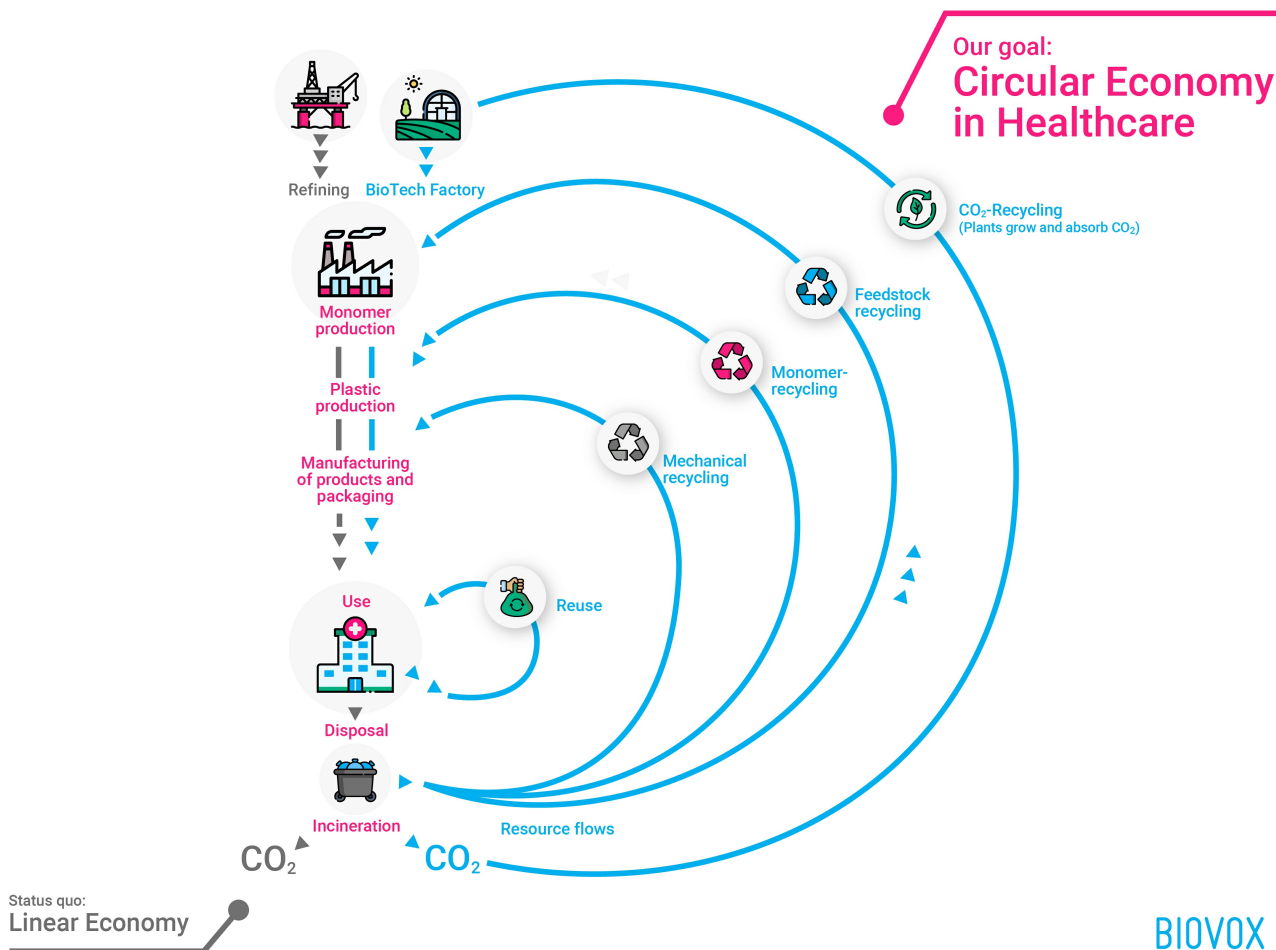 Our goal:
Circular Economy
in Healthcare
Refining
BioTech Factory
CO₂-Recycling
(Plants grow and absorb CO₂)
Monomer
production
Feedstock
recycling
Monomer-
recycling
Plastic
production
Mechanical
recycling
Manufacturing
of products and
packaging
Use
Reuse
Disposal
Incineration
Resource flows
CO₂
CO₂
Status quo:
Linear Economy
BIOVOX